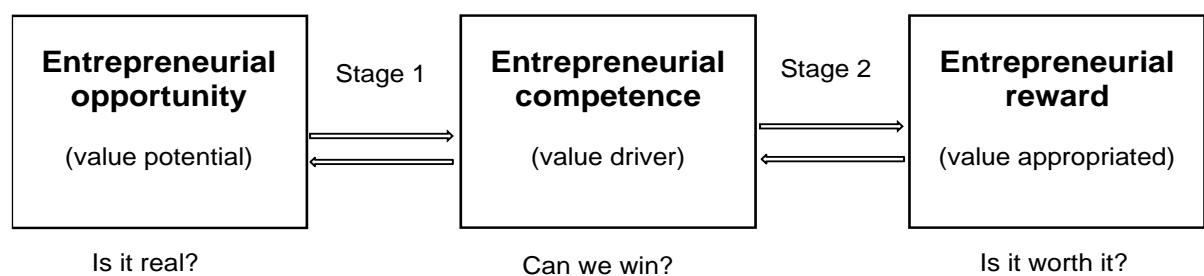 Entrepreneurial
opportunity
(value potential)
Stage 1
Entrepreneurial
competence
(value driver)
Stage 2
Entrepreneurial
reward
(value appropriated)
Is it real?
Can we win?
Is it worth it?